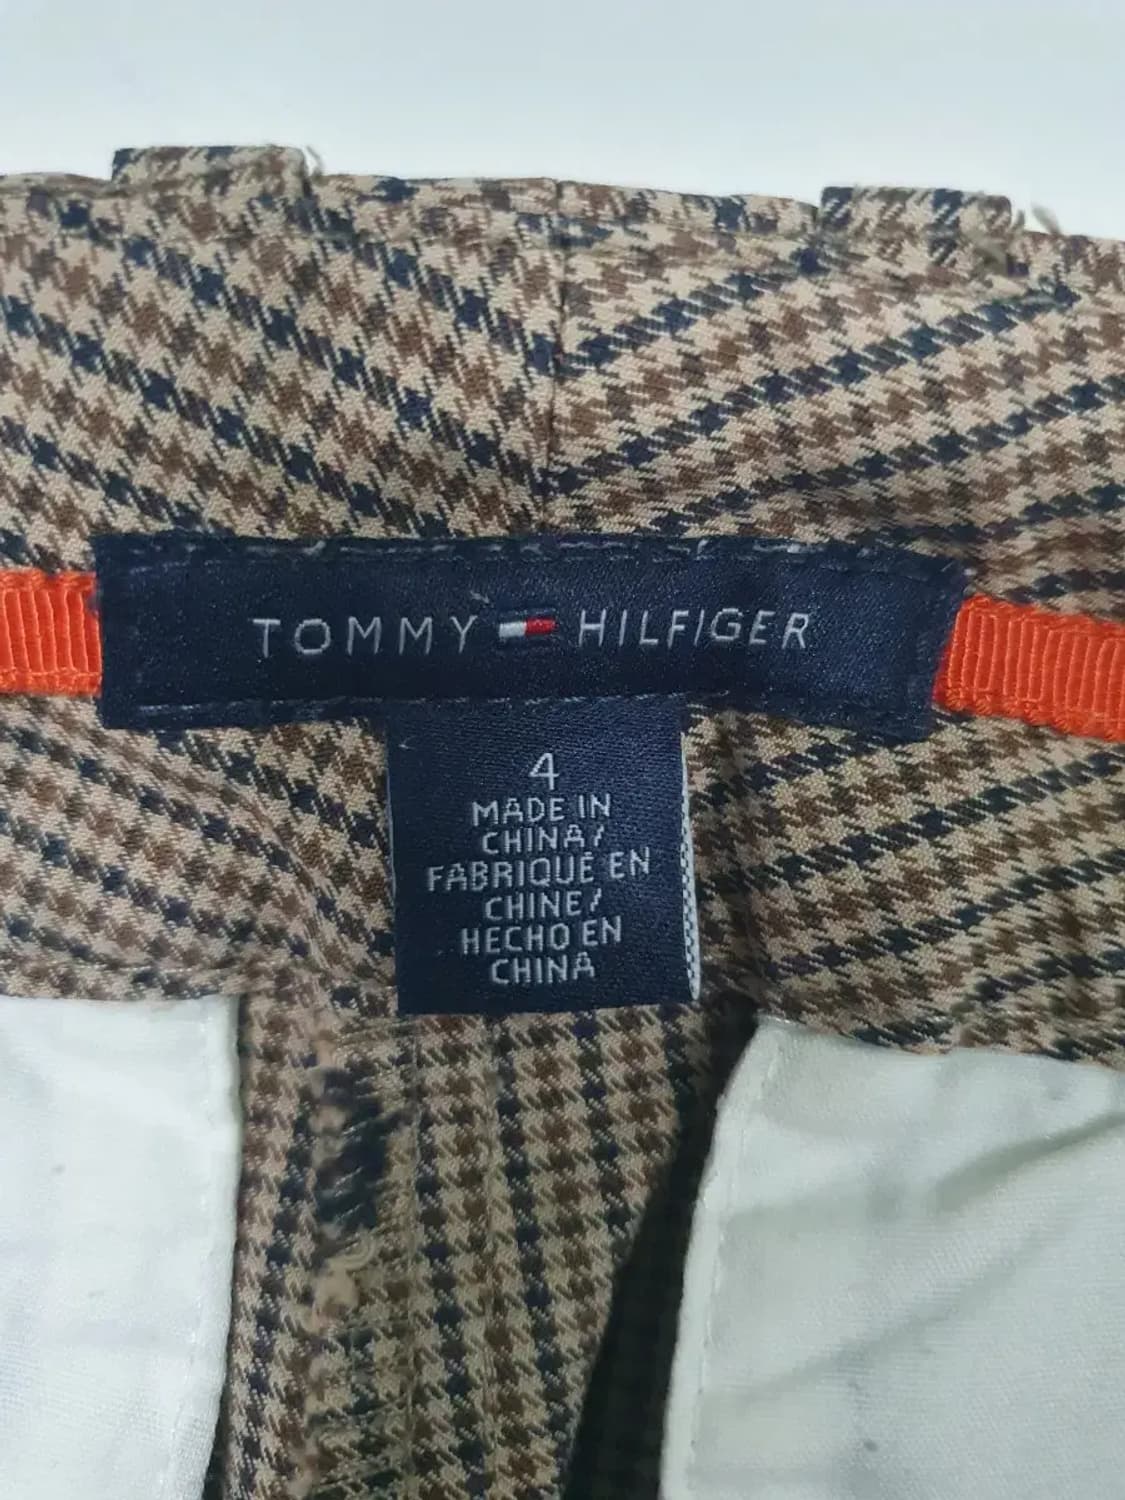 TOMMY HILFIGER
4
MADE IN
CHINA/
FABRIQUÉ EN
CHINE/
HECHO EN
CHINA